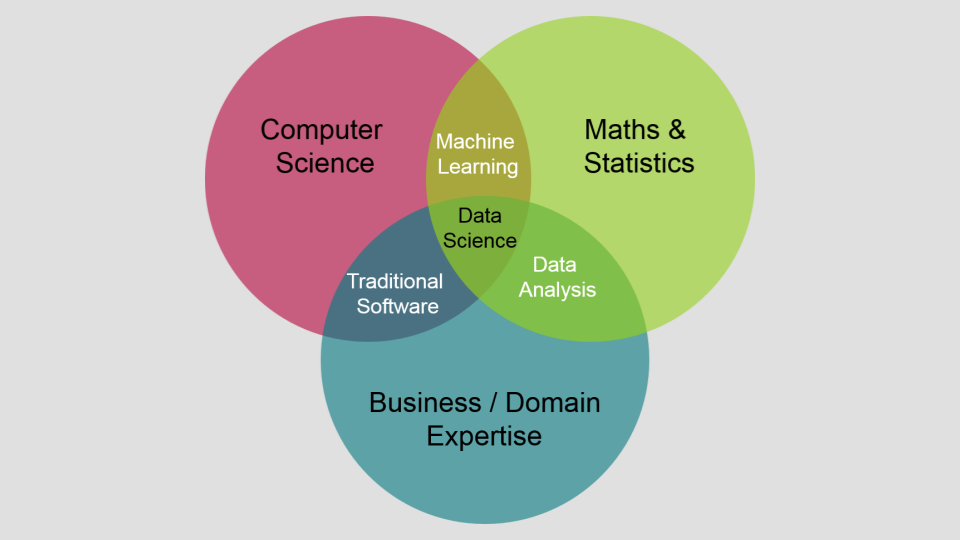 Computer
Science
Maths &
Statistics
Machine
Learning
Data
Science
Data
Analysis
Traditional
Software
Business / Domain
Expertise